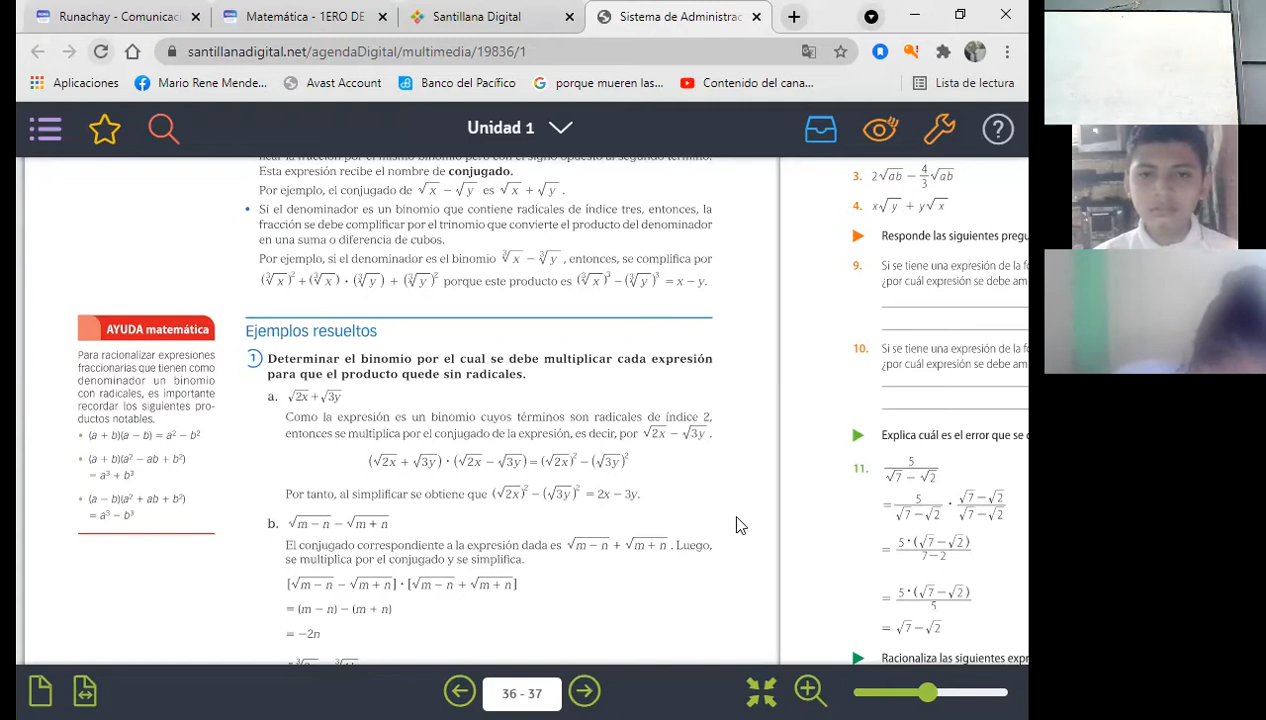 Runachay - Comunicac
Matemática - 1ERO DE
Santillana Digital
Sistema de Administrac
santillanadigital.net/agendaDigital/multimedia/19836/1
Aplicaciones
Mario Rene Mende...
Avast Account
Banco del Pacífico
porque mueren las...
Contenido del cana...
Lista de lectura
Unidad 1
Esta expresión recibe el nombre de conjugado.
Por ejemplo, el conjugado de √x − √y es √x + √y .
• Si el denominador es un binomio que contiene radicales de índice tres, entonces, la
fracción se debe complificar por el trinomio que convierte el producto del denominador
en una suma o diferencia de cubos.
Por ejemplo, si el denominador es el binomio ∛x − ∛y , entonces, se complifica por
(∛x)² + (∛x) · (∛y) + (∛y)² porque este producto es (∛x)³ − (∛y)³ = x − y.
AYUDA matemática
Para racionalizar expresiones
fraccionarias que tienen como
denominador un binomio
con radicales, es importante
recordar los siguientes pro-
ductos notables.
• (a + b)(a − b) = a² − b²
• (a + b)(a² − ab + b²)
= a³ + b³
• (a − b)(a² + ab + b²)
= a³ − b³
Ejemplos resueltos
1 Determinar el binomio por el cual se debe multiplicar cada expresión
para que el producto quede sin radicales.
a. √2x + √3y
Como la expresión es un binomio cuyos términos son radicales de índice 2,
entonces se multiplica por el conjugado de la expresión, es decir, por √2x − √3y .
(√2x + √3y) · (√2x − √3y) = (√2x)² − (√3y)²
Por tanto, al simplificar se obtiene que (√2x)² − (√3y)² = 2x − 3y.
b. √m − n − √m + n
El conjugado correspondiente a la expresión dada es √m − n + √m + n . Luego,
se multiplica por el conjugado y se simplifica.
[√m − n − √m + n] · [√m − n + √m + n]
= (m − n) − (m + n)
= −2n
3. 2√ab − 4/3 √ab
4. x√y + y√x
Responde las siguientes pregu
9. Si se tiene una expresión de la fo
¿por cuál expresión se debe am
10. Si se tiene una expresión de la fo
¿por cuál expresión se debe am
Explica cuál es el error que se c
11. 5/(√7 − √2)
= 5/(√7 − √2) · (√7 − √2)/(√7 − √2)
= 5 • (√7 − √2)/(7 − 2)
= 5 • (√7 − √2)/5
= √7 − √2
Racionaliza las siguientes expr
36 - 37